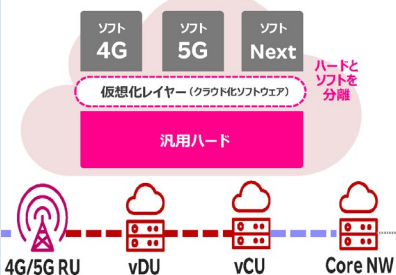 ソフト
4G
ソフト
5G
ソフト
Next
ハードと
ソフトを
分離
仮想化レイヤー（クラウド化ソフトウェア）
汎用ハード
4G/5G RU
vDU
vCU
Core NW